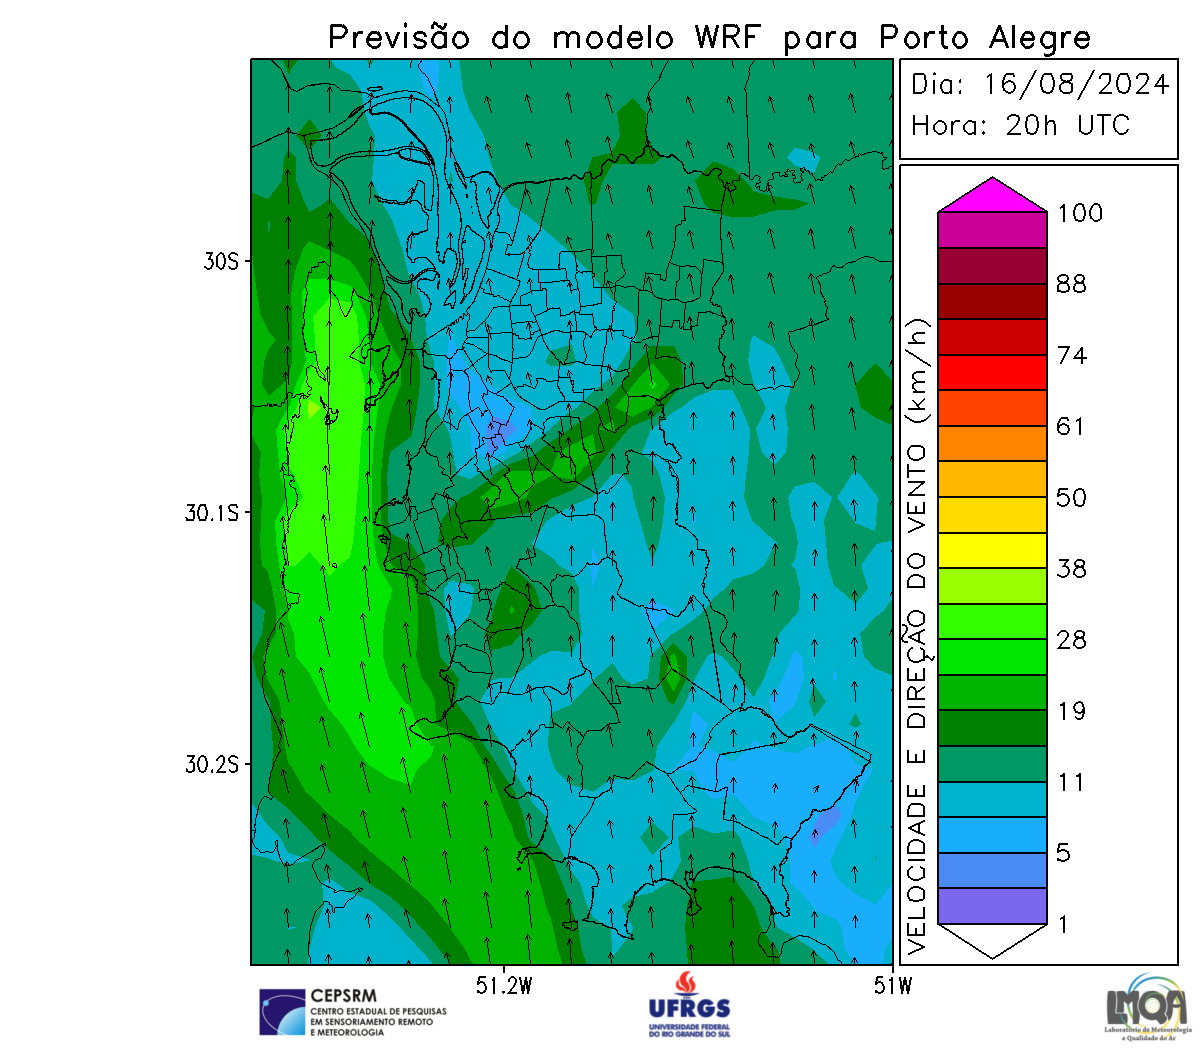 Previsão do modelo WRF para Porto Alegre
Dia: 16/08/2024
Hora: 20h UTC
30S
30.1S
30.2S
51.2W
51W
VELOCIDADE E DIREÇÃO DO VENTO (km/h)
100
88
74
61
50
38
28
19
11
5
1
CEPSRM
CENTRO ESTADUAL DE PESQUISAS
EM SENSORIAMENTO REMOTO
E METEOROLOGIA
UFRGS
UNIVERSIDADE FEDERAL
DO RIO GRANDE DO SUL
LMQA
Laboratório de Meteorologia
e Qualidade do Ar